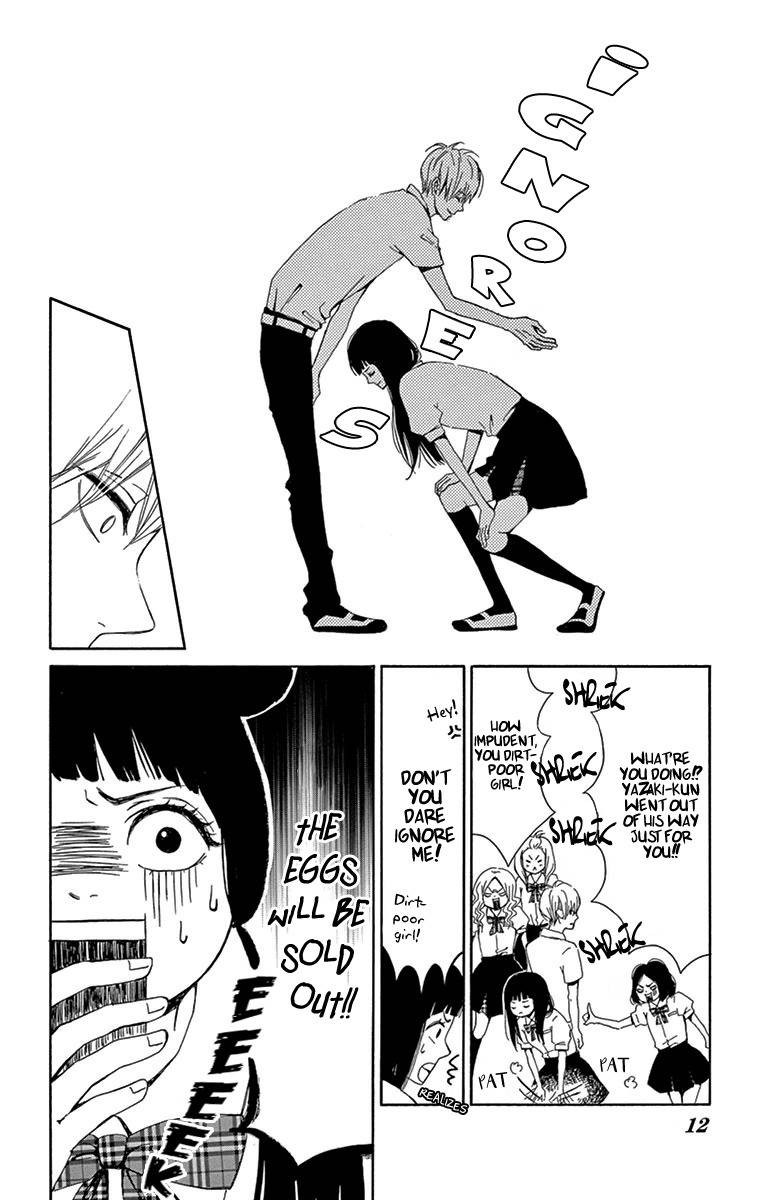 iGNORES
SHRIEK
SHRIEK
SHRIEK
SHRIEK
WHAT'RE
YOU DOING!?
YAZAKI-KUN
WENT OUT
OF HIS WAY
JUST FOR
YOU!!
HOW
IMPUDENT,
YOU DIRT-
POOR
GIRL!
PAT
PAT
Hey!
DON'T
YOU
DARE
IGNORE
ME!
Dirt-
poor
girl!
REALIZES
THE
EGGS
WILL BE
SOLD
OUT!!
EEEEEK
12